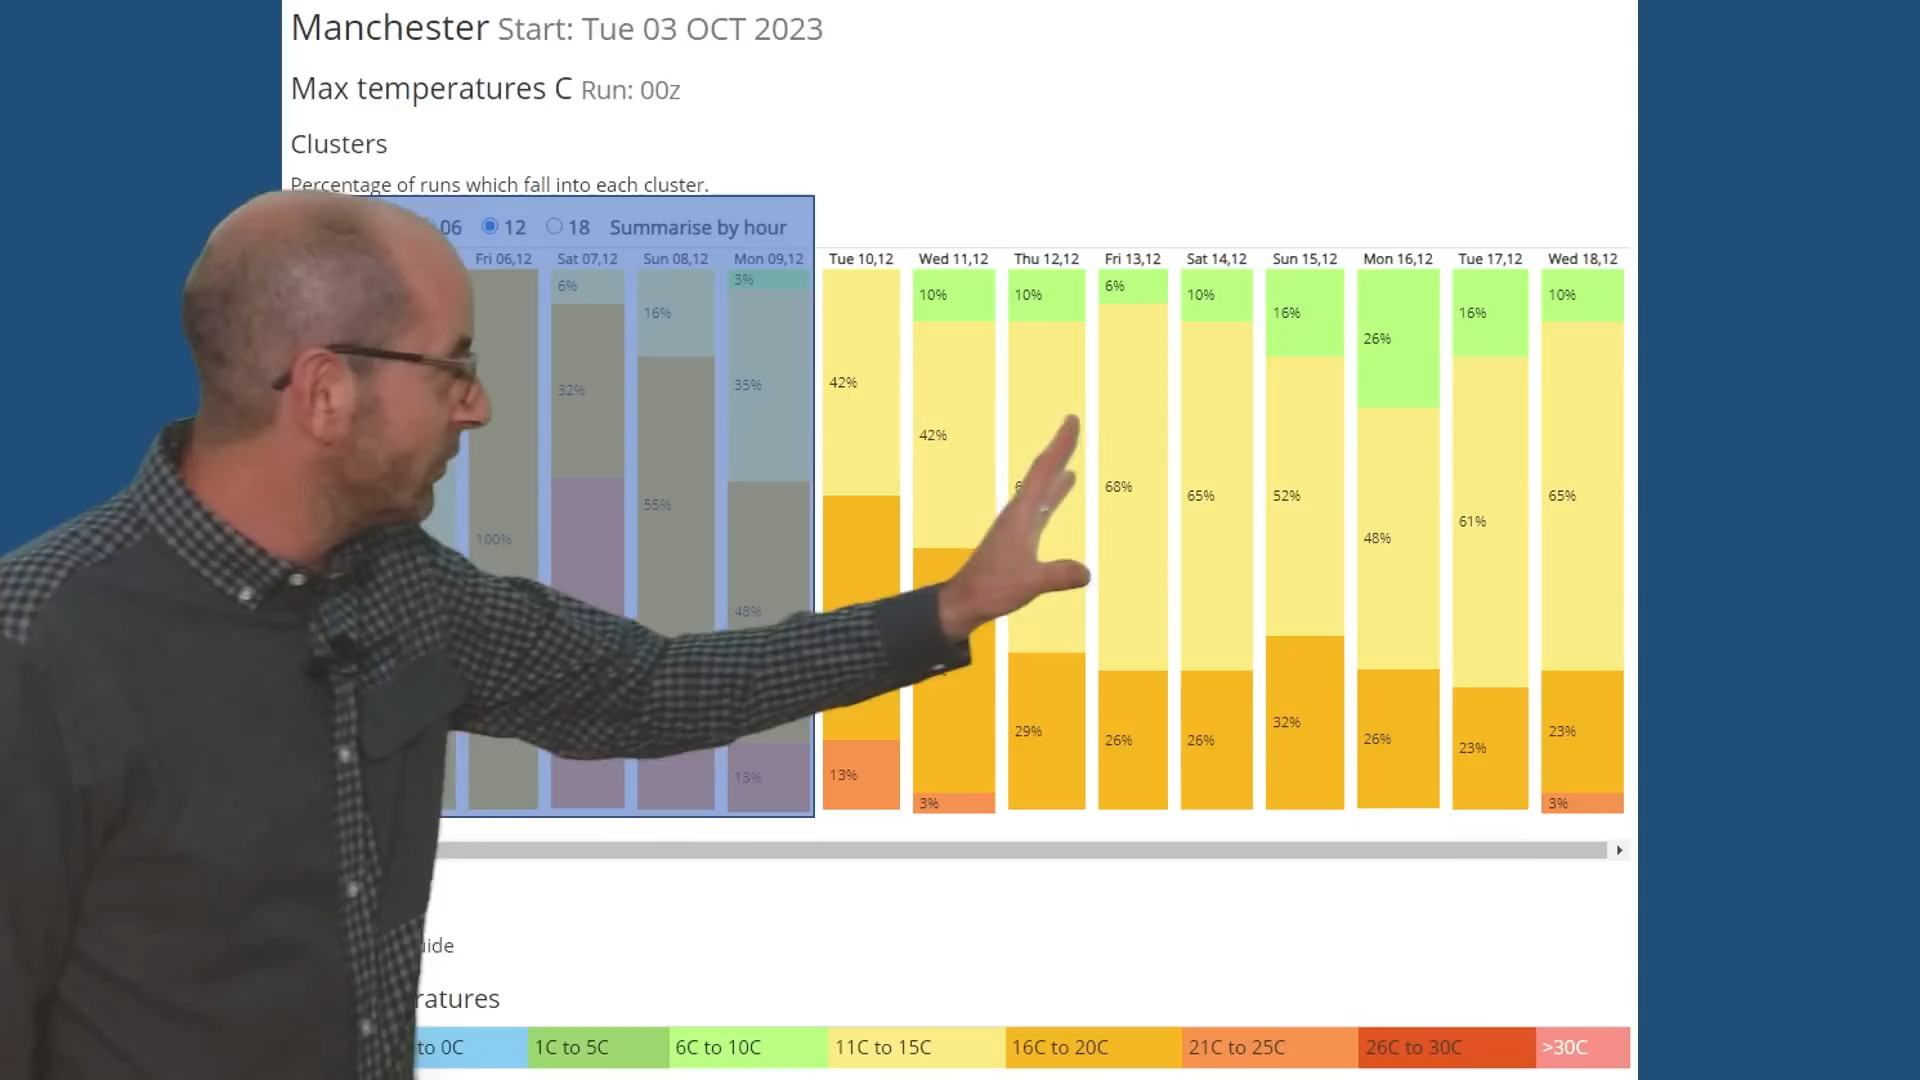 Manchester Start: Tue 03 OCT 2023
Max temperatures C Run: 00z
Clusters
Percentage of runs which fall into each cluster.
06 12 18 Summarise by hour
Fri 06,12 Sat 07,12 Sun 08,12 Mon 09,12 Tue 10,12 Wed 11,12 Thu 12,12 Fri 13,12 Sat 14,12 Sun 15,12 Mon 16,12 Tue 17,12 Wed 18,12
6% 16% 3% 10% 10% 6% 10% 16% 26% 16% 10%
100% 32% 55% 35% 42% 42% 68% 65% 52% 48% 61% 65%
48% 29% 26% 26% 32% 26% 23% 23%
13% 13% 3% 3%
to 0C 1C to 5C 6C to 10C 11C to 15C 16C to 20C 21C to 25C 26C to 30C >30C